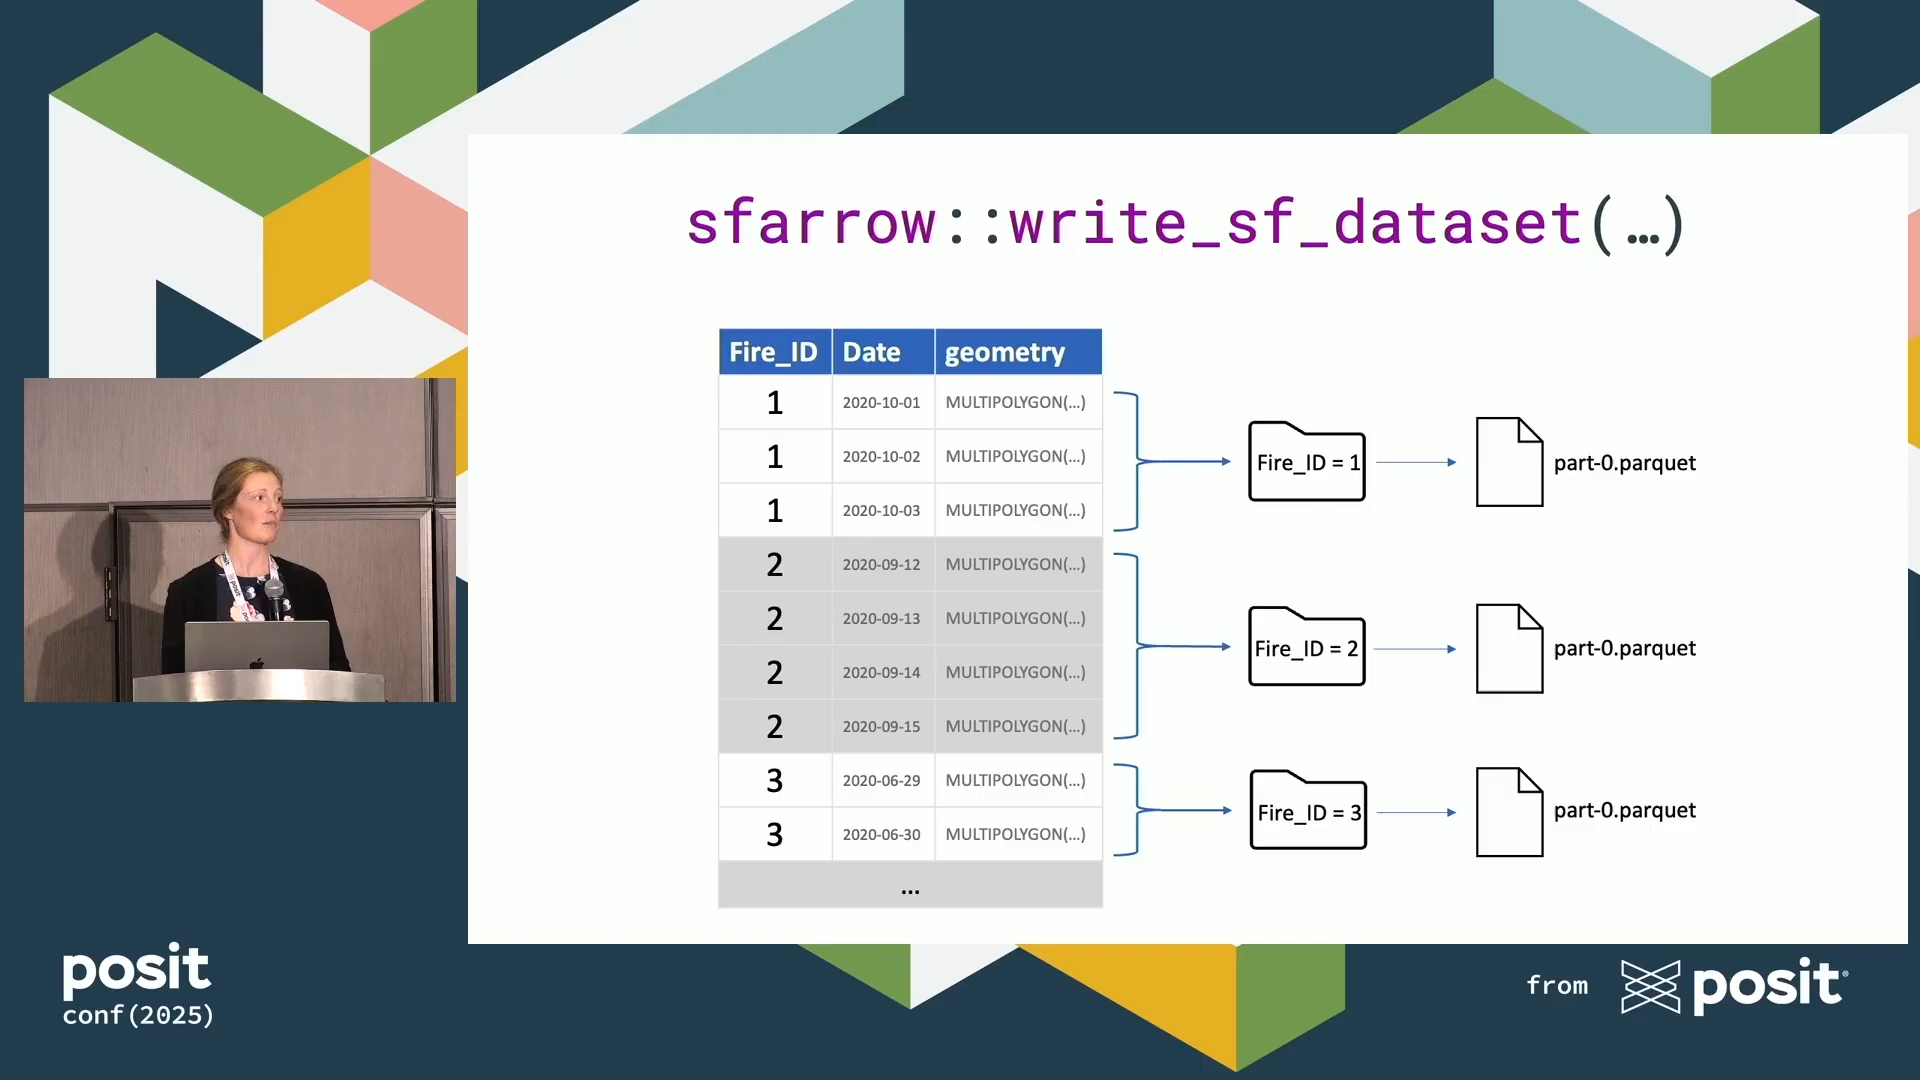 sfarrow::write_sf_dataset(…)
Fire_ID Date geometry
1 2020-10-01 MULTIPOLYGON(...)
1 2020-10-02 MULTIPOLYGON(...)
1 2020-10-03 MULTIPOLYGON(...)
2 2020-09-12 MULTIPOLYGON(...)
2 2020-09-13 MULTIPOLYGON(...)
2 2020-09-14 MULTIPOLYGON(...)
2 2020-09-15 MULTIPOLYGON(...)
3 2020-06-29 MULTIPOLYGON(...)
3 2020-06-30 MULTIPOLYGON(...)
...
Fire_ID = 1
part-0.parquet
Fire_ID = 2
part-0.parquet
Fire_ID = 3
part-0.parquet
posit
conf(2025)
from posit®